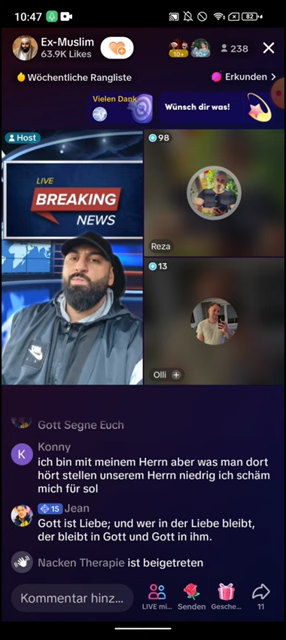 10:47
82
Ex-Muslim
63.9K Likes
10+
10+
238
Wöchentliche Rangliste
Erkunden >
Vielen Dank
Wünsch dir was!
Host
LIVE
BREAKING
NEWS
98
Reza
13
Olli +
Gott Segne Euch
K
Konny
ich bin mit meinem Herrn aber was man dort
hört stellen unserem Herrn niedrig ich schäm
mich für sol
15 Jean
Gott ist Liebe; und wer in der Liebe bleibt,
der bleibt in Gott und Gott in ihm.
Nacken Therapie ist beigetreten
Kommentar hinz...
LIVE mi...
Senden
Gesche...
11